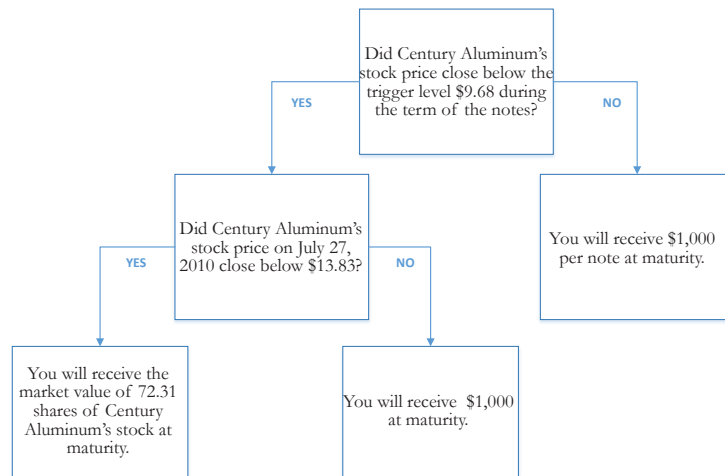 Did Century Aluminum's
stock price close below the
trigger level $9.68 during
the term of the notes?
YES
NO
Did Century Aluminum's
stock price on July 27,
2010 close below $13.83?
You will receive $1,000
per note at maturity.
YES
NO
You will receive the
market value of 72.31
shares of Century
Aluminum's stock at
maturity.
You will receive $1,000
at maturity.